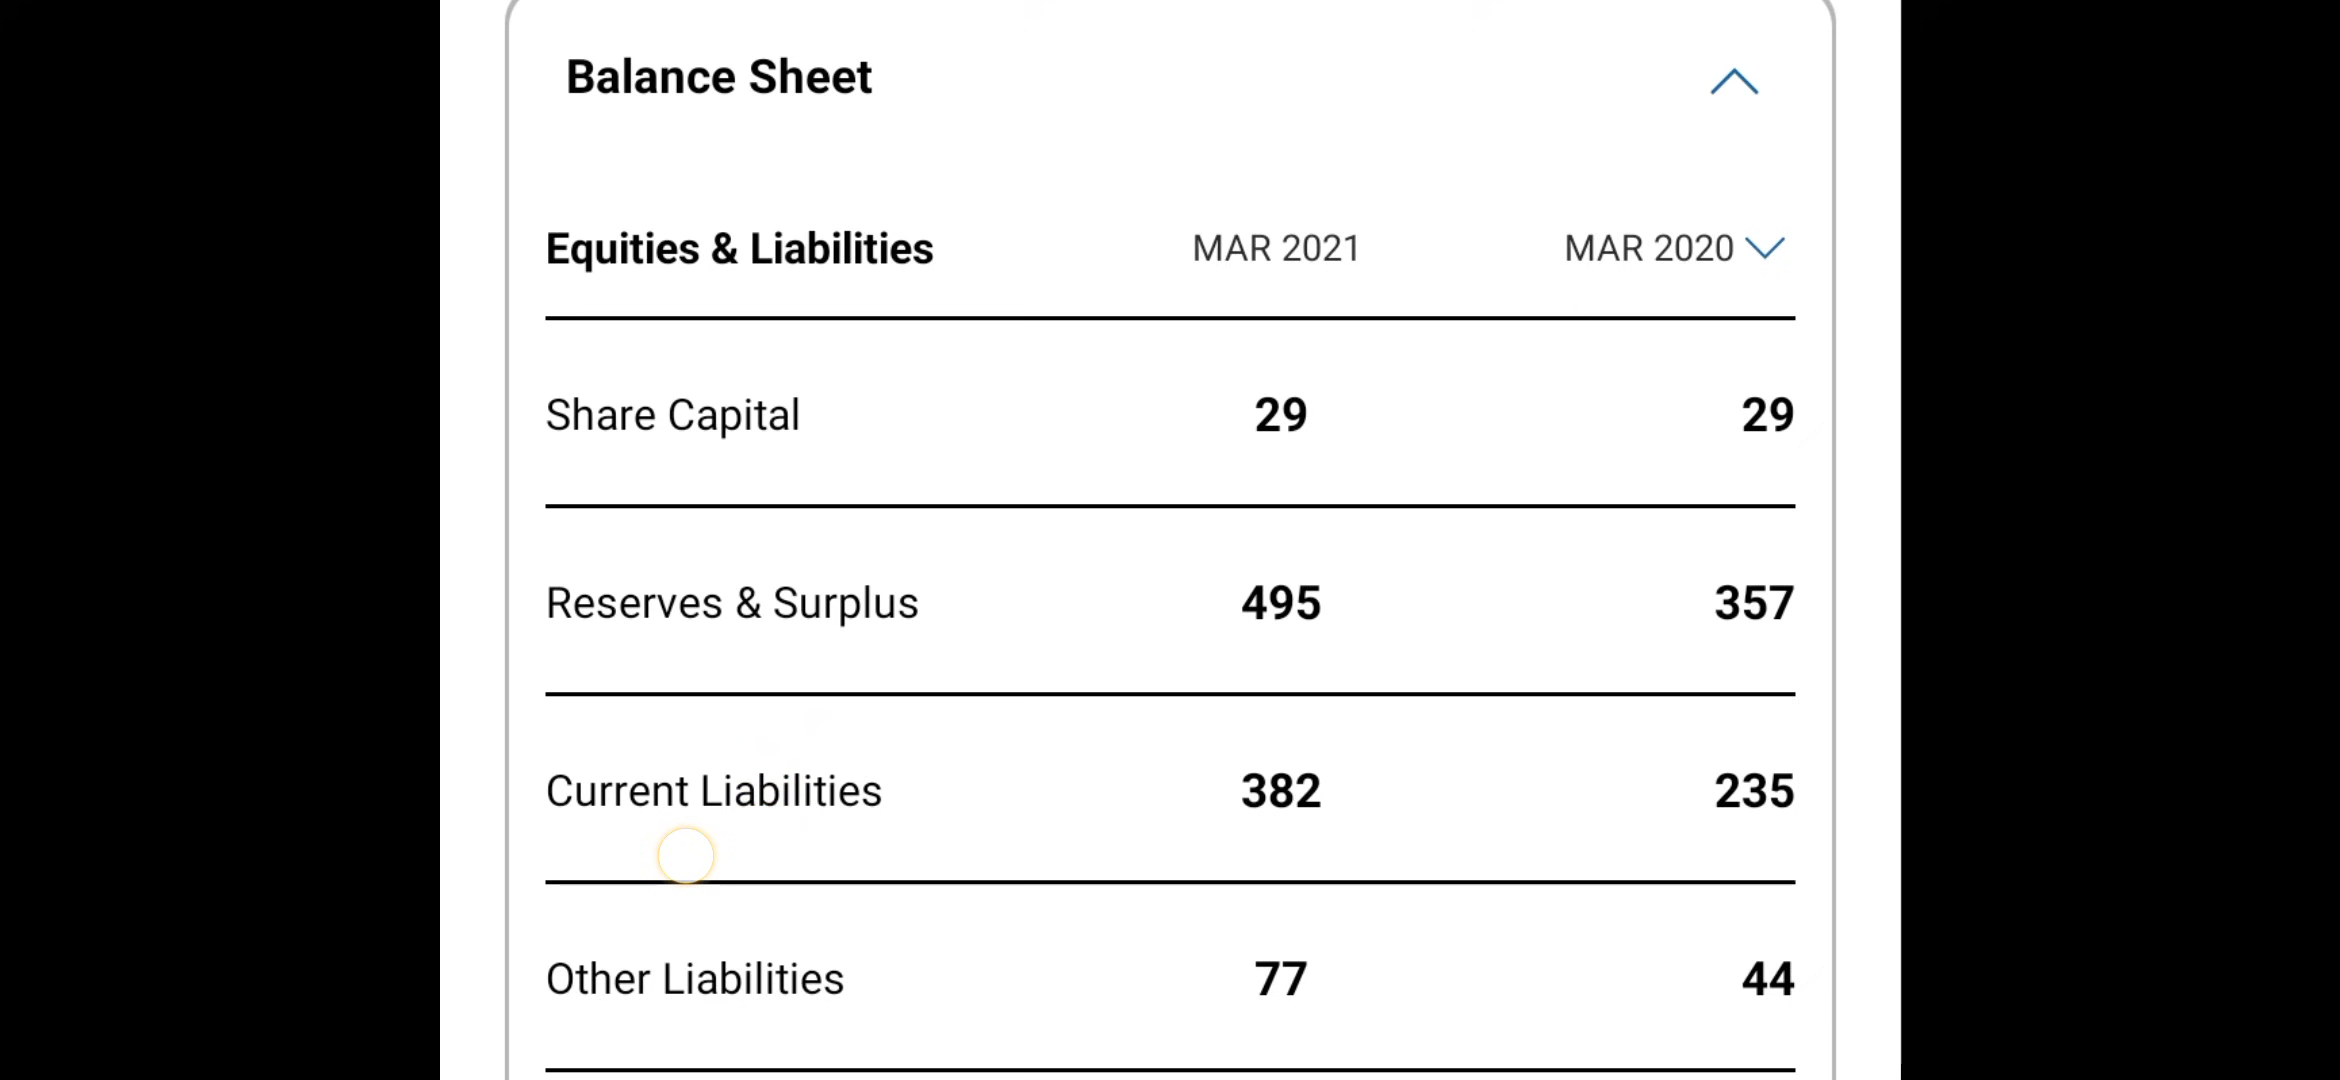 Balance Sheet
Equities & Liabilities MAR 2021 MAR 2020
Share Capital 29 29
Reserves & Surplus 495 357
Current Liabilities 382 235
Other Liabilities 77 44